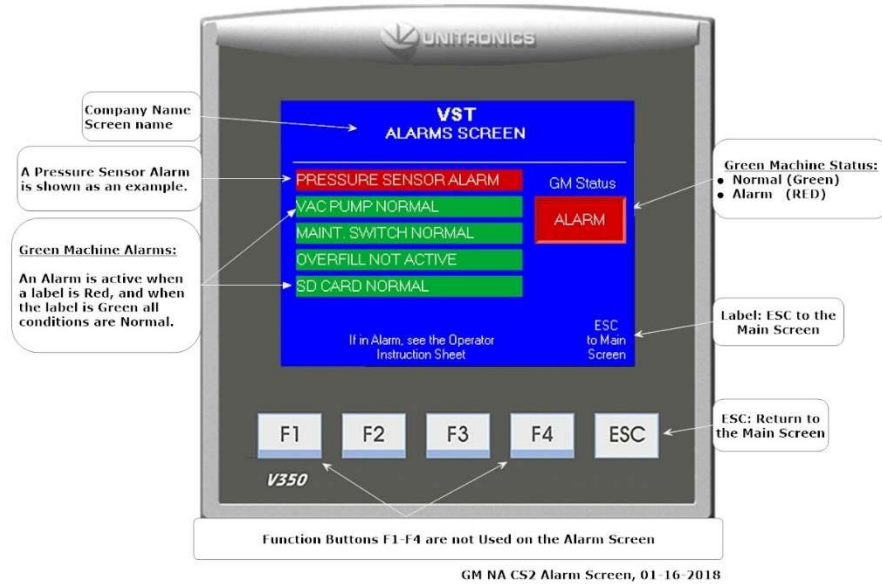 UNITRONICS
Company Name
Screen name
VST
ALARMS SCREEN
A Pressure Sensor Alarm
is shown as an example.
PRESSURE SENSOR ALARM
VAC PUMP NORMAL
MAINT. SWITCH NORMAL
OVERFILL NOT ACTIVE
SD CARD NORMAL
GM Status
ALARM
Green Machine Status:
• Normal (Green)
• Alarm (RED)
Green Machine Alarms:
An Alarm is active when
a label is Red, and when
the label is Green all
conditions are Normal.
If in Alarm, see the Operator
Instruction Sheet
ESC
to Main
Screen
Label: ESC to the
Main Screen
F1 F2 F3 F4 ESC
ESC: Return to
the Main Screen
V350
Function Buttons F1-F4 are not Used on the Alarm Screen
GM NA CS2 Alarm Screen, 01-16-2018